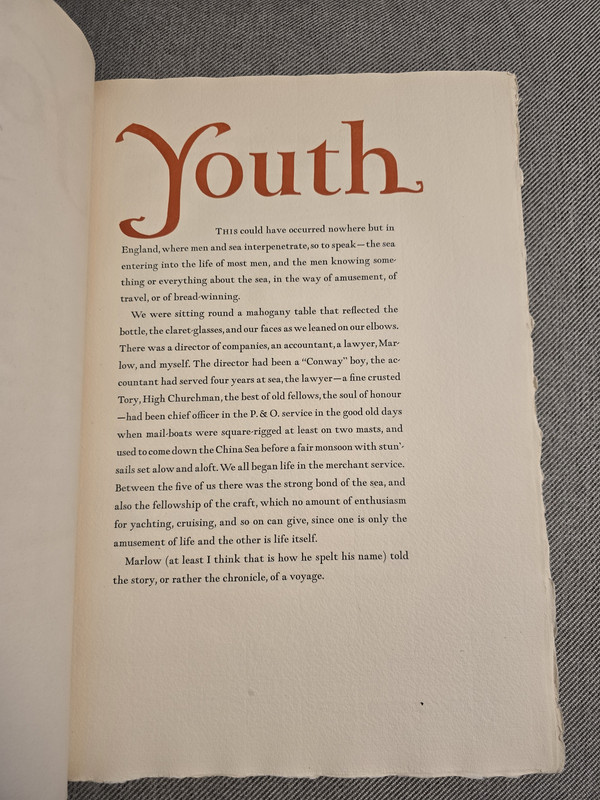 Youth
THIS could have occurred nowhere but in
England, where men and sea interpenetrate, so to speak—the sea
entering into the life of most men, and the men knowing some-
thing or everything about the sea, in the way of amusement, of
travel, or of bread-winning.
We were sitting round a mahogany table that reflected the
bottle, the claret-glasses, and our faces as we leaned on our elbows.
There was a director of companies, an accountant, a lawyer, Mar-
low, and myself. The director had been a “Conway” boy, the ac-
countant had served four years at sea, the lawyer—a fine crusted
Tory, High Churchman, the best of old fellows, the soul of honour
—had been chief officer in the P. & O. service in the good old days
when mail-boats were square-rigged at least on two masts, and
used to come down the China Sea before a fair monsoon with stun’-
sails set alow and aloft. We all began life in the merchant service.
Between the five of us there was the strong bond of the sea, and
also the fellowship of the craft, which no amount of enthusiasm
for yachting, cruising, and so on can give, since one is only the
amusement of life and the other is life itself.
Marlow (at least I think that is how he spelt his name) told
the story, or rather the chronicle, of a voyage.